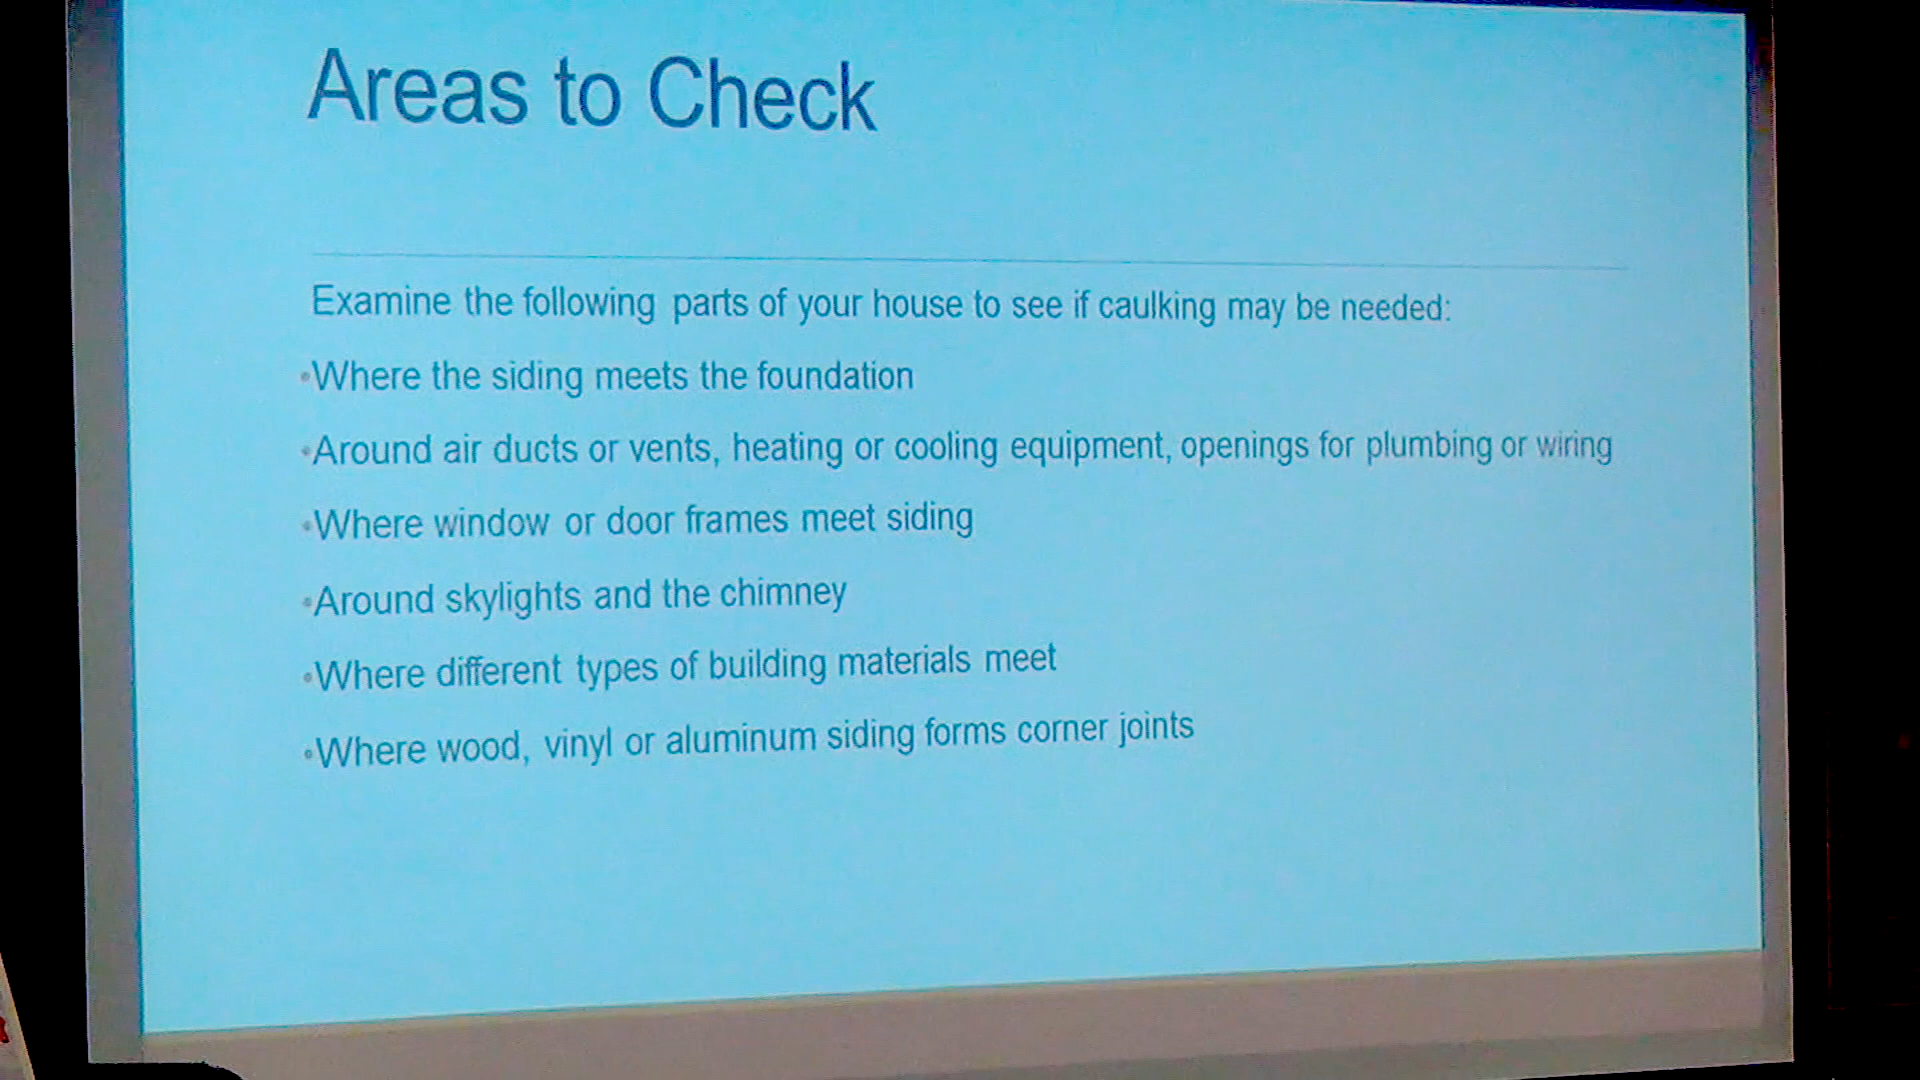 Areas to Check
Examine the following parts of your house to see if caulking may be needed:
•Where the siding meets the foundation
•Around air ducts or vents, heating or cooling equipment, openings for plumbing or wiring
•Where window or door frames meet siding
•Around skylights and the chimney
•Where different types of building materials meet
•Where wood, vinyl or aluminum siding forms corner joints